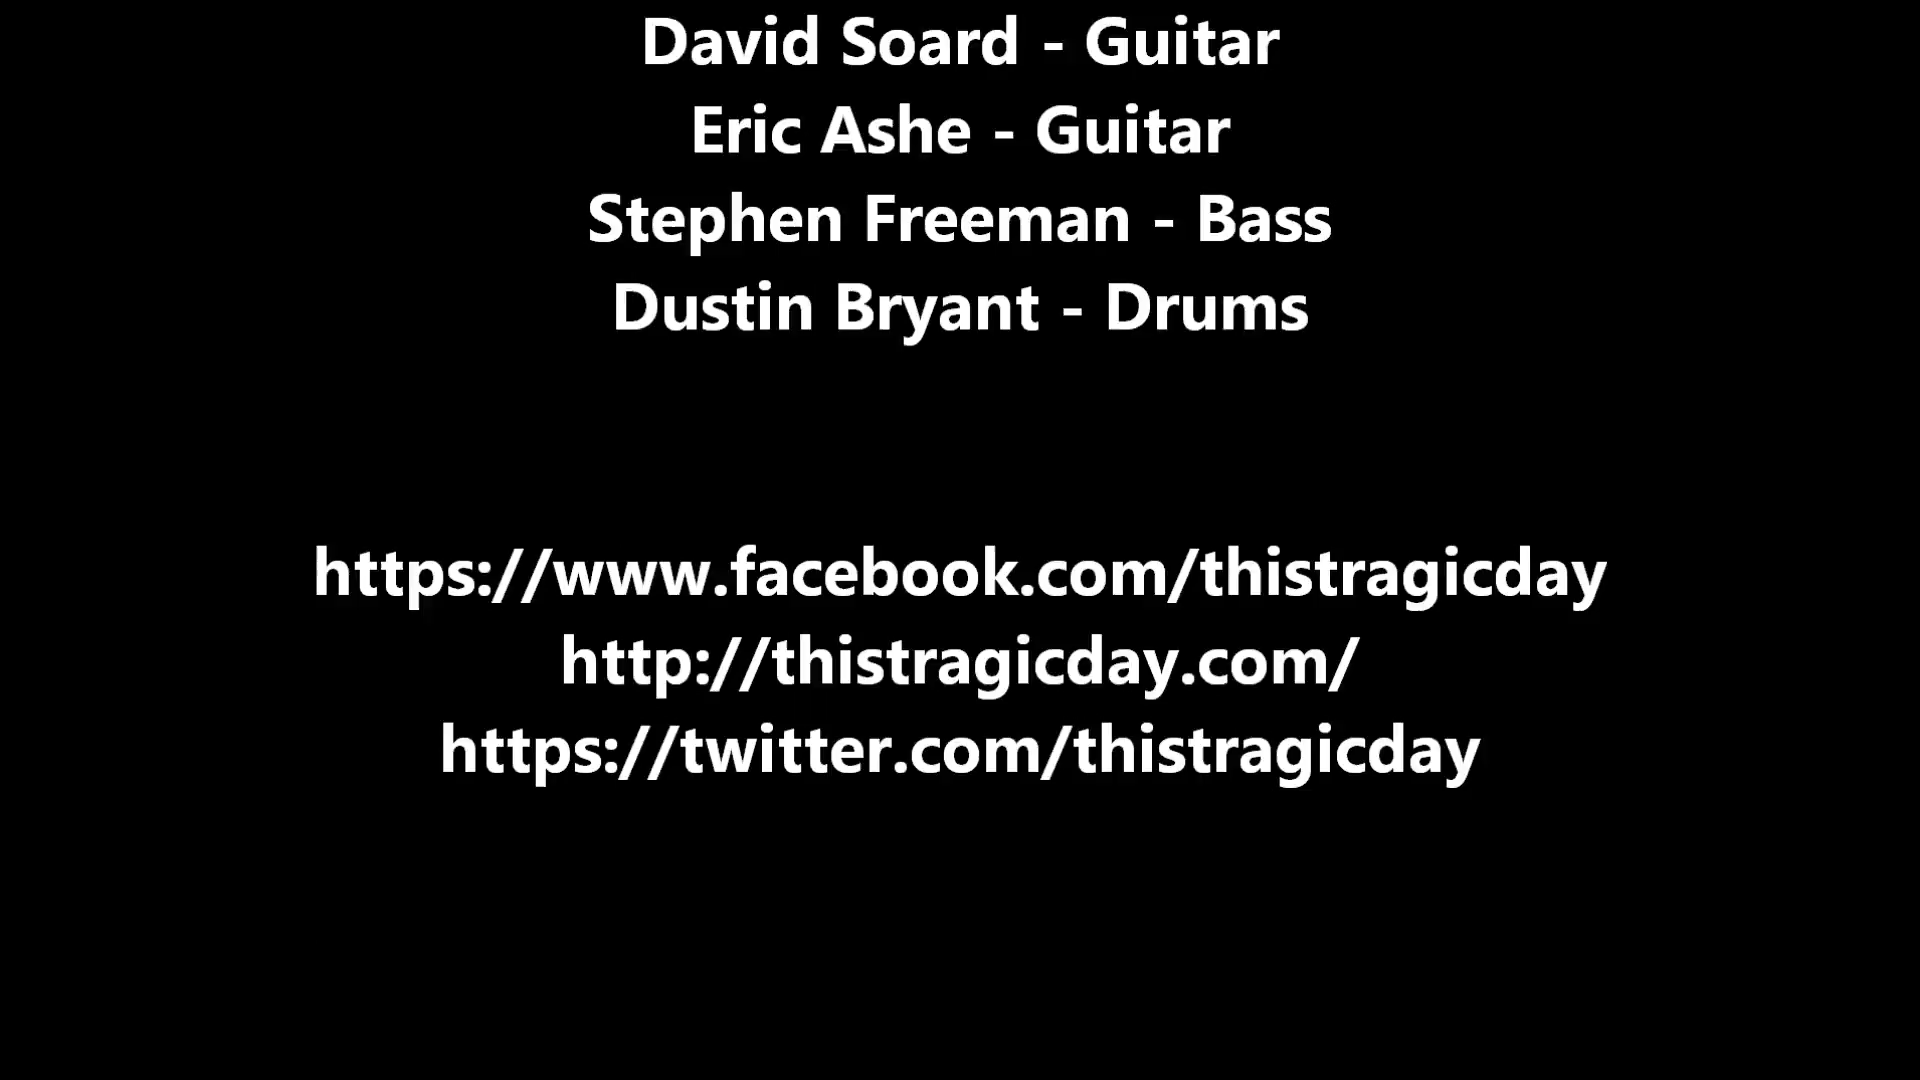 David Soard - Guitar
Eric Ashe - Guitar
Stephen Freeman - Bass
Dustin Bryant - Drums
https://www.facebook.com/thistragicday
http://thistragicday.com/
https://twitter.com/thistragicday